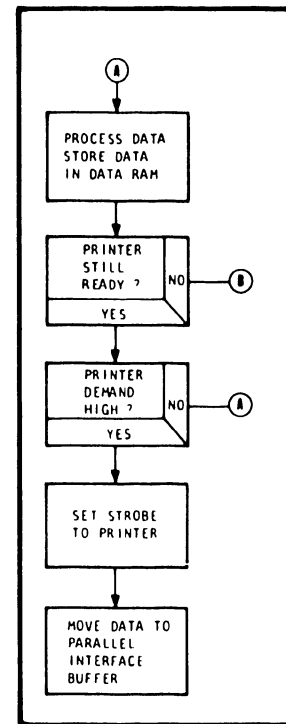 A
PROCESS DATA
STORE DATA
IN DATA RAM
PRINTER
STILL
READY ?
NO
B
YES
PRINTER
DEMAND
HIGH ?
NO
A
YES
SET STROBE
TO PRINTER
MOVE DATA TO
PARALLEL
INTERFACE
BUFFER